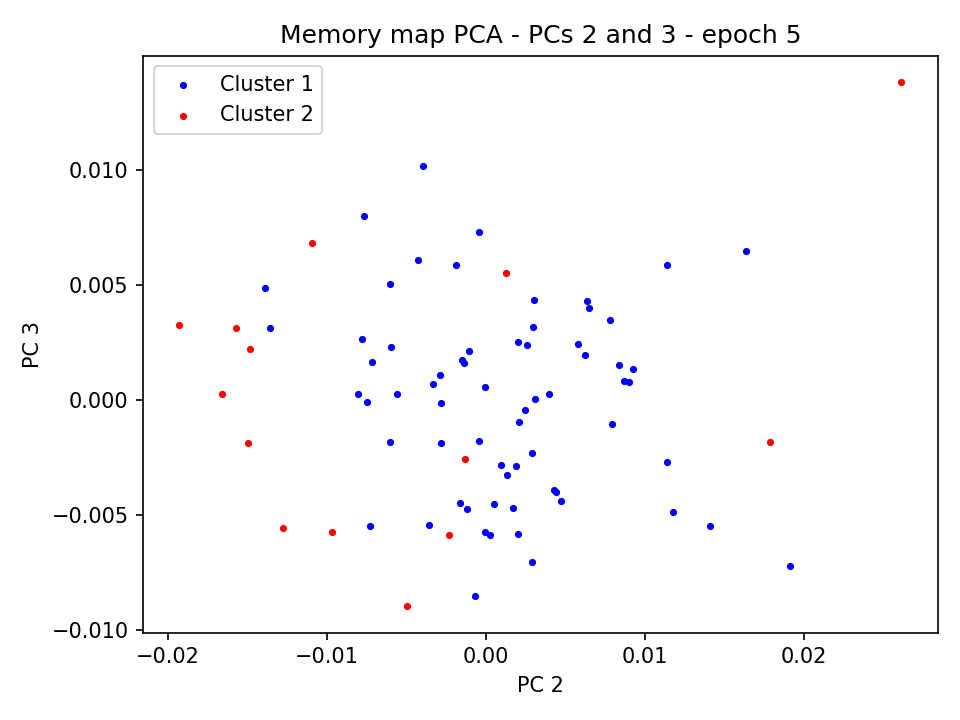 Memory map PCA - PCs 2 and 3 - epoch 5
Cluster 1
Cluster 2
0.010
0.005
0.000
−0.005
−0.010
PC 3
−0.02
−0.01
0.00
0.01
0.02
PC 2